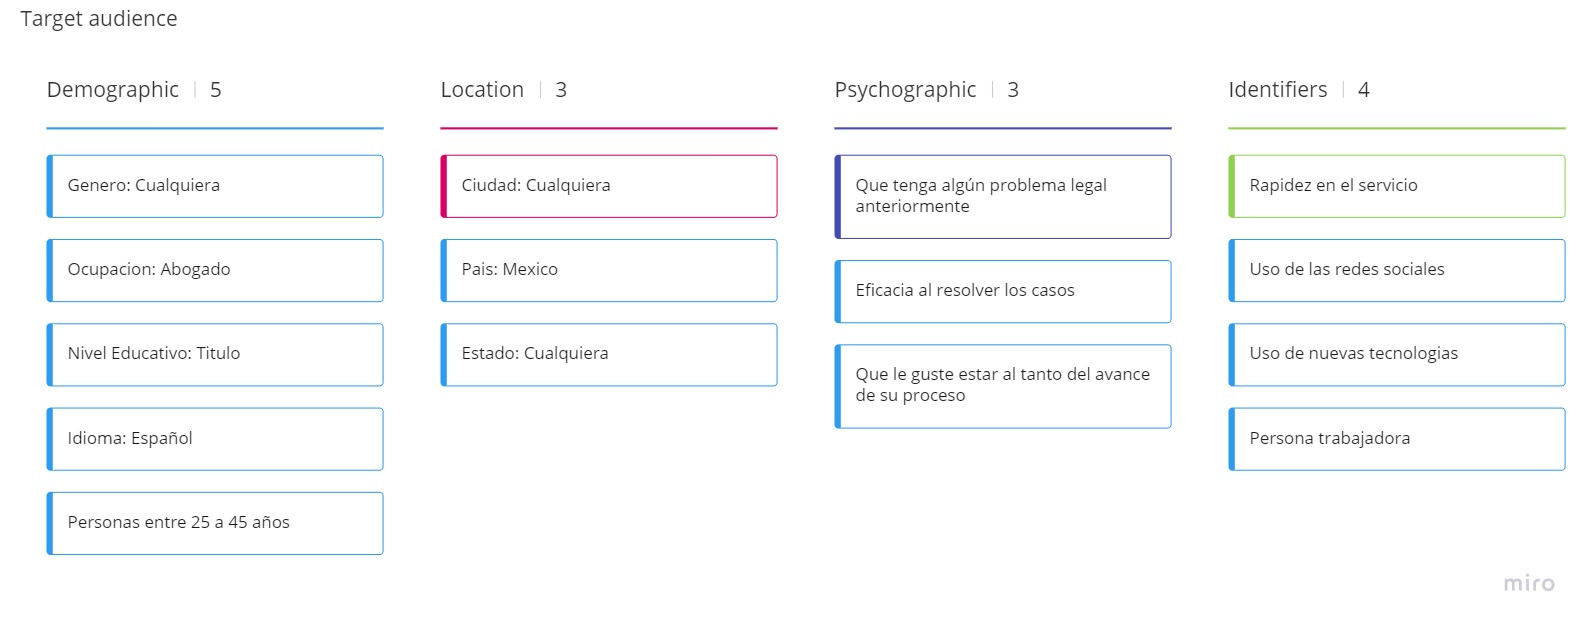 Target audience
Demographic | 5
Genero: Cualquiera
Ocupacion: Abogado
Nivel Educativo: Titulo
Idioma: Español
Personas entre 25 a 45 años
Location | 3
Ciudad: Cualquiera
Pais: Mexico
Estado: Cualquiera
Psychographic | 3
Que tenga algún problema legal
anteriormente
Eficacia al resolver los casos
Que le guste estar al tanto del avance
de su proceso
Identifiers | 4
Rapidez en el servicio
Uso de las redes sociales
Uso de nuevas tecnologias
Persona trabajadora
miro